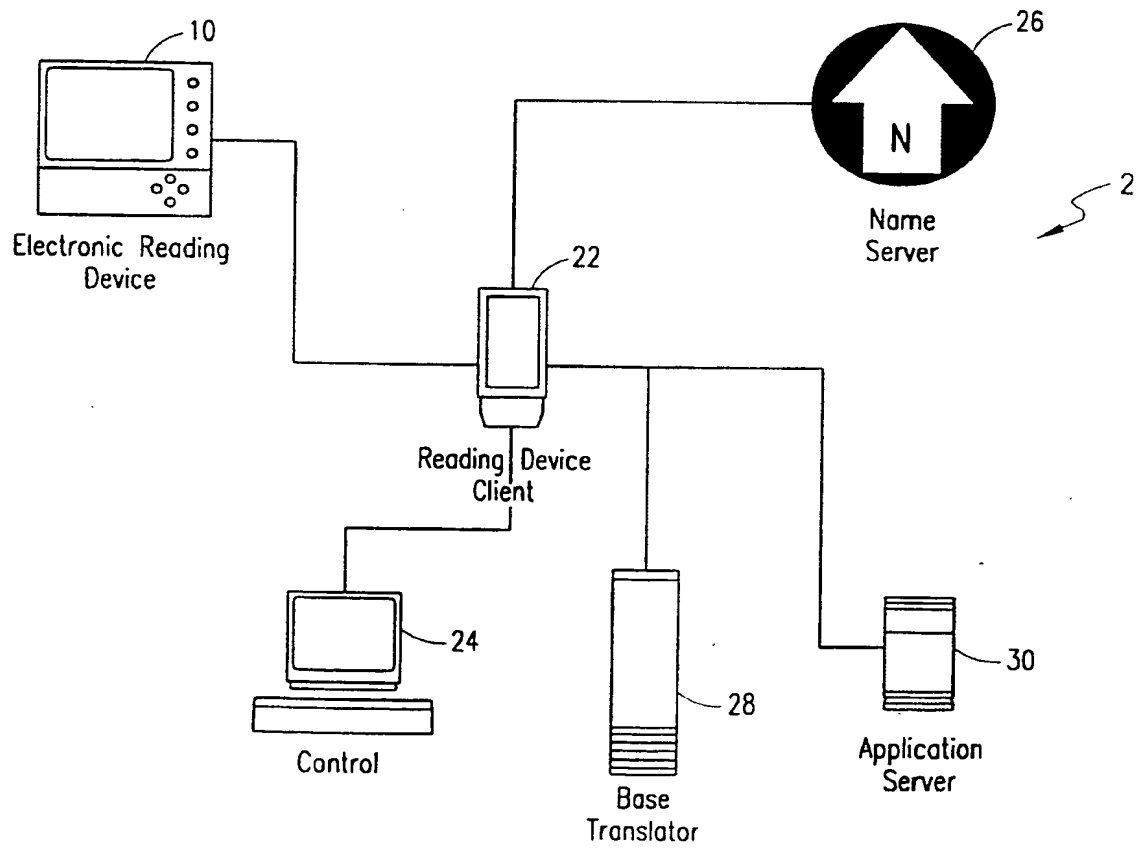 10
26
N
2
Name
Server
Electronic Reading
Device
22
Reading Device
Client
24
Control
28
Base
Translator
30
Application
Server